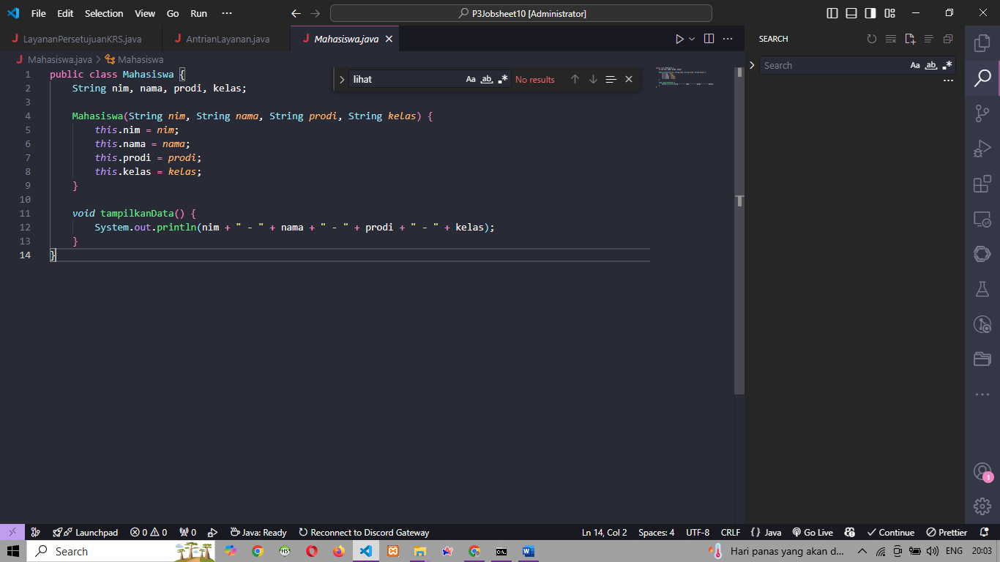 File Edit Selection View Go Run ···
P3Jobsheet10 [Administrator]
LayananPersetujuanKRS.java
AntrianLayanan.java
Mahasiswa.java
Mahasiswa.java > Mahasiswa
lihat
Aa ab .*
No results
1 public class Mahasiswa {
2 String nim, nama, prodi, kelas;
3
4 Mahasiswa(String nim, String nama, String prodi, String kelas) {
5 this.nim = nim;
6 this.nama = nama;
7 this.prodi = prodi;
8 this.kelas = kelas;
9 }
10
11 void tampilkanData() {
12 System.out.println(nim + " - " + nama + " - " + prodi + " - " + kelas);
13 }
14 }
SEARCH
Search
Aa ab .*
1
Launchpad 0 0 0 Java: Ready Reconnect to Discord Gateway
Ln 14, Col 2 Spaces: 4 UTF-8 CRLF {} Java Go Live Continue Prettier
Search
Hari panas yang akan d... ENG 20:03